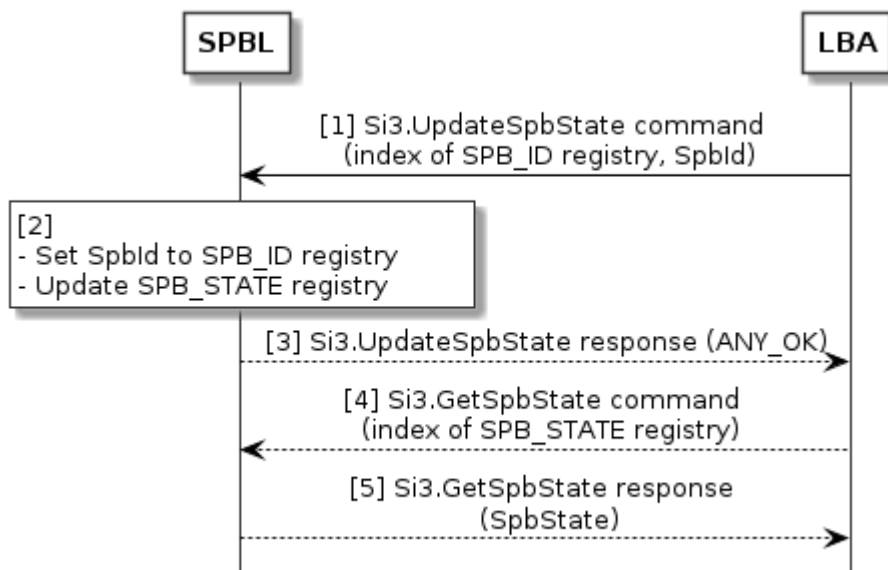 SPBL
LBA
[1] Si3.UpdateSpbState command
(index of SPB_ID registry, SpbId)
[2]
- Set SpbId to SPB_ID registry
- Update SPB_STATE registry
[3] Si3.UpdateSpbState response (ANY_OK)
[4] Si3.GetSpbState command
(index of SPB_STATE registry)
[5] Si3.GetSpbState response
(SpbState)